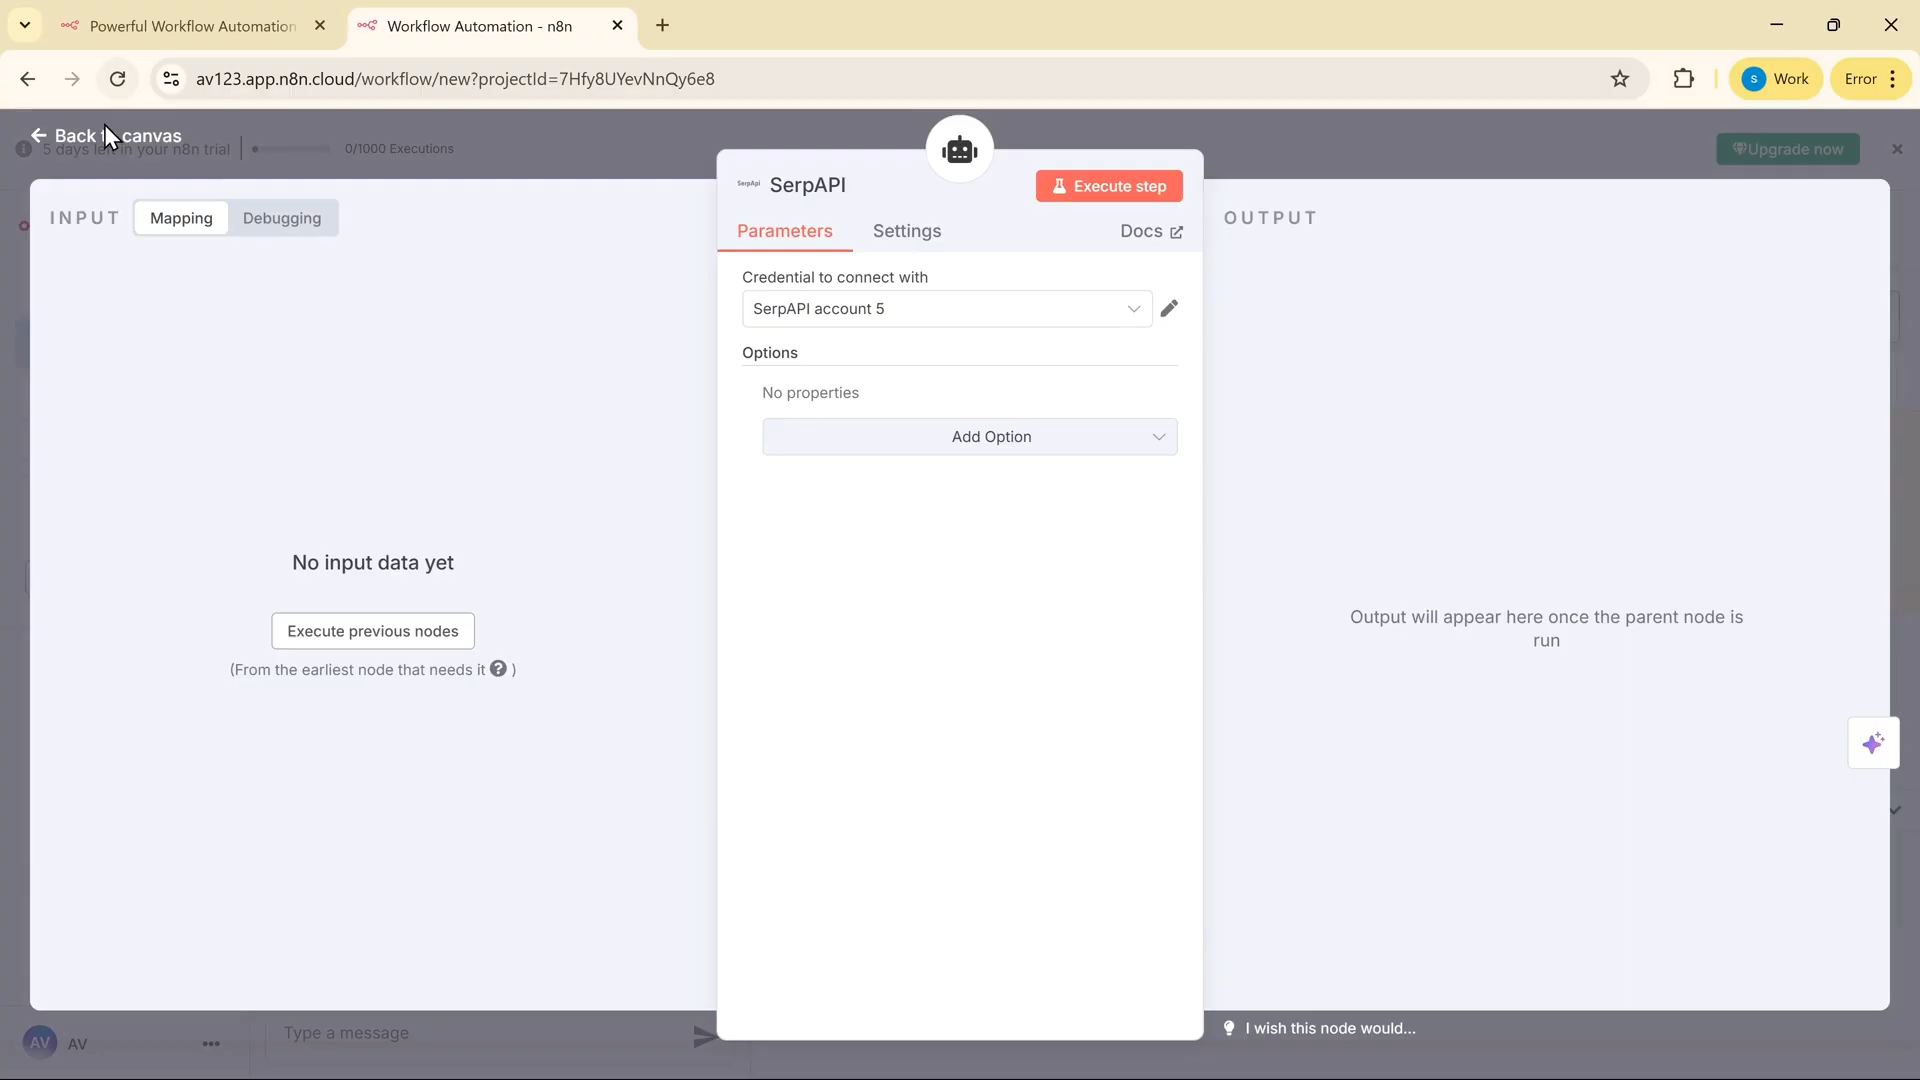 Powerful Workflow Automation
Workflow Automation - n8n
av123.app.n8n.cloud/workflow/new?projectId=7Hfy8UYevNnQy6e8
S Work
Error
Back canvas
5 days left in your n8n trial
0/1000 Executions
Upgrade now
INPUT
Mapping
Debugging
No input data yet
Execute previous nodes
(From the earliest node that needs it ? )
SerpApi SerpAPI
Execute step
Parameters
Settings
Docs
Credential to connect with
SerpAPI account 5
Options
No properties
Add Option
OUTPUT
Output will appear here once the parent node is
run
I wish this node would...
AV AV
Type a message